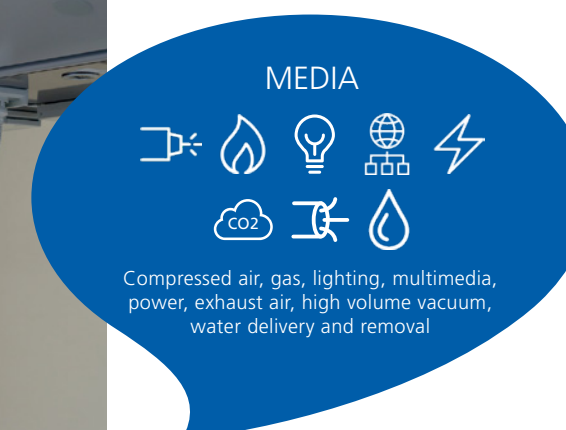 MEDIA
CO2
Compressed air, gas, lighting, multimedia,
power, exhaust air, high volume vacuum,
water delivery and removal